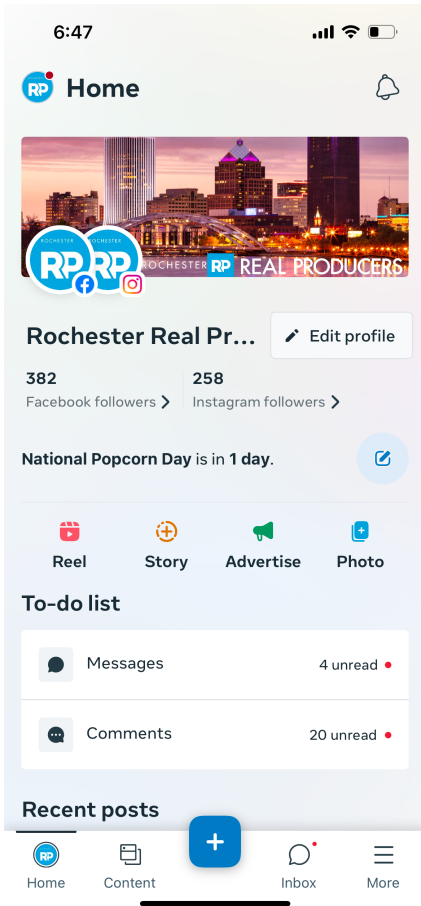 6:47
RP
Home
ROCHESTER
RP
ROCHESTER
RP
ROCHESTER RP REAL PRODUCERS
Rochester Real Pr...
Edit profile
382
Facebook followers
258
Instagram followers
National Popcorn Day is in 1 day.
Reel
Story
Advertise
Photo
To-do list
Messages
4 unread
Comments
20 unread
Recent posts
RP
Home
Content
Inbox
More